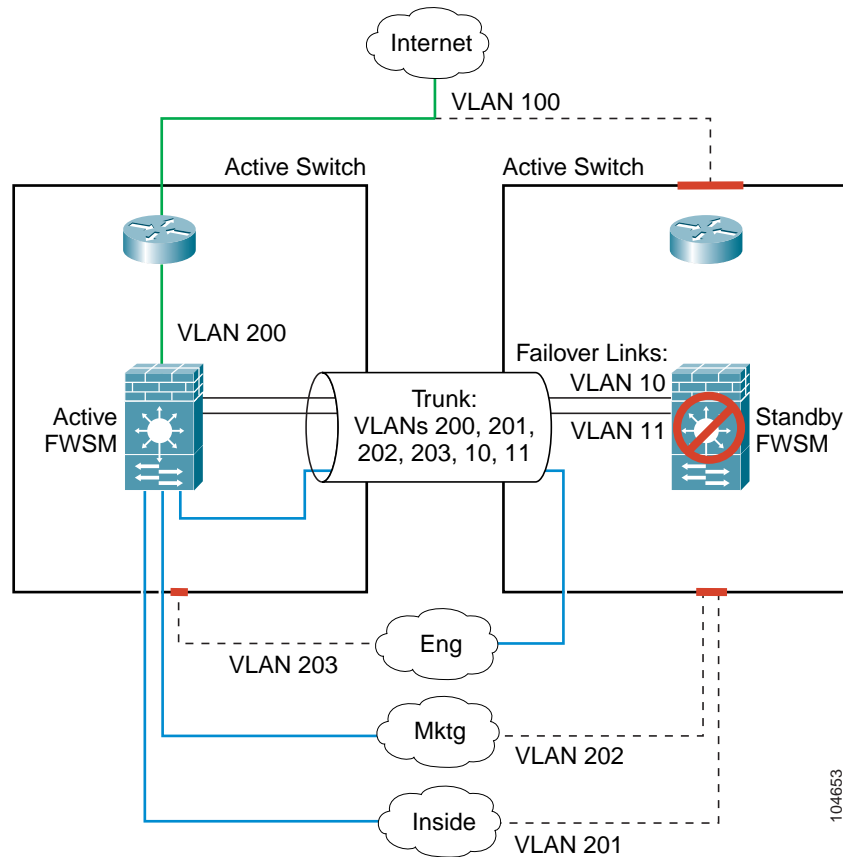 Internet
VLAN 100
Active Switch
Active Switch
VLAN 200
Failover Links:
VLAN 10
Active
FWSM
Trunk:
VLANs 200, 201,
202, 203, 10, 11
VLAN 11
Standby
FWSM
Eng
VLAN 203
Mktg
VLAN 202
Inside
VLAN 201
104653